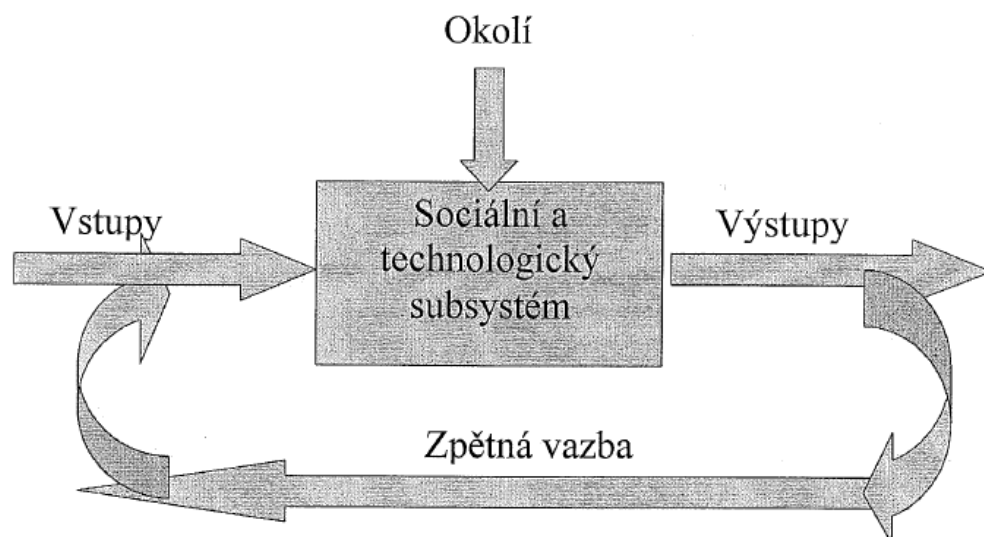 Okolí
Vstupy
Sociální a
technologický
subsystém
Výstupy
Zpětná vazba